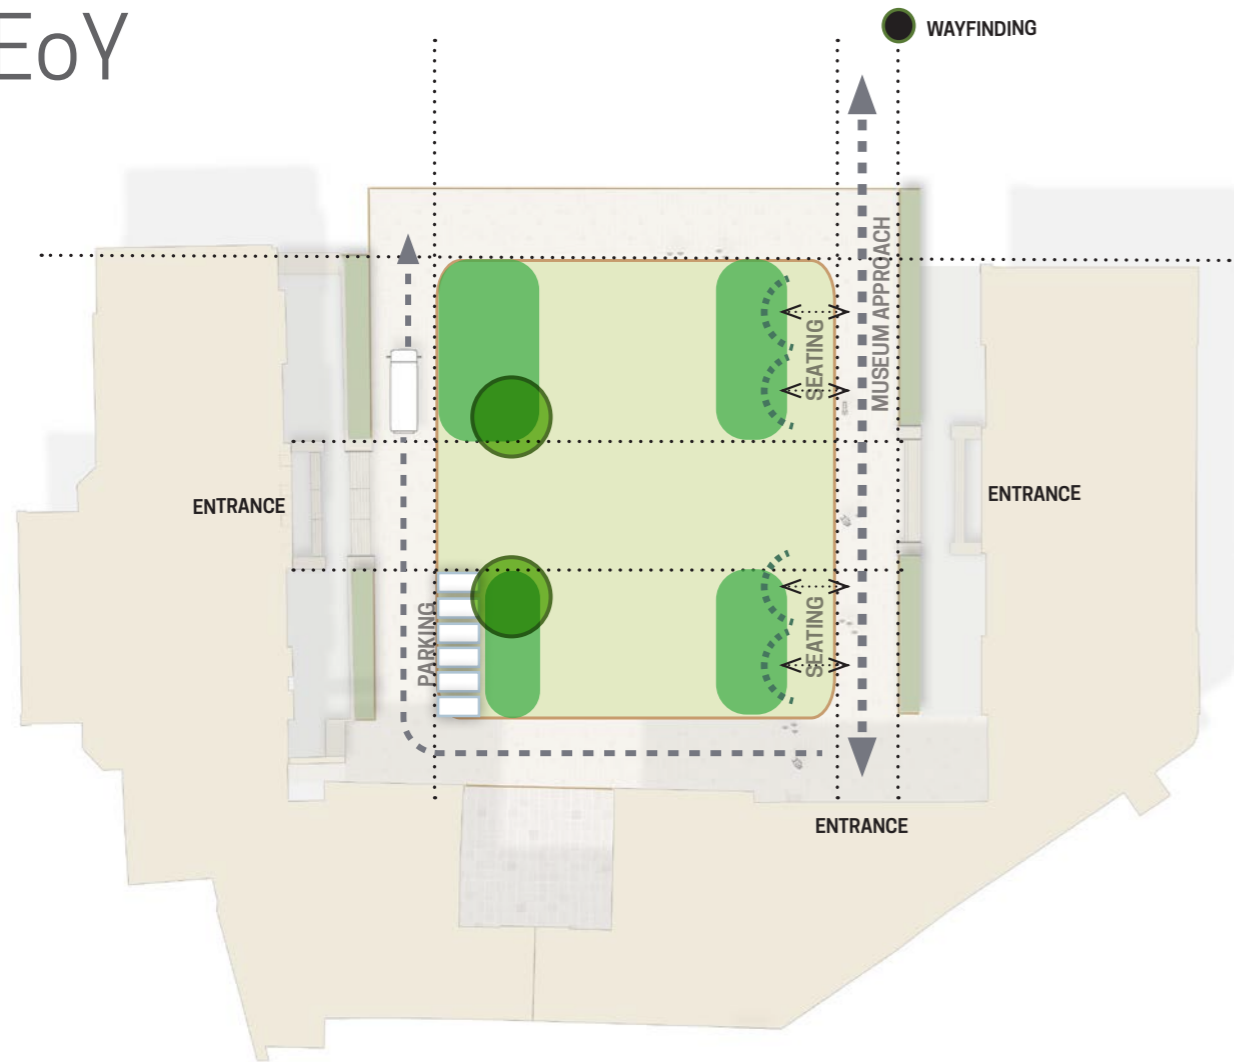 EoY
WAYFINDING
MUSEUM APPROACH
SEATING
ENTRANCE
ENTRANCE
PARKING
SEATING
ENTRANCE